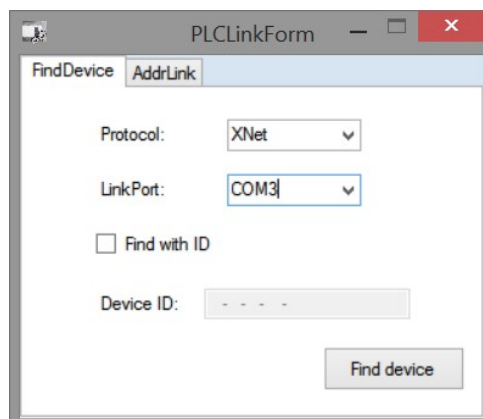 PLCLinkForm
FindDevice AddrLink
Protocol: XNet
LinkPort: COM3
Find with ID
Device ID: - - - -
Find device